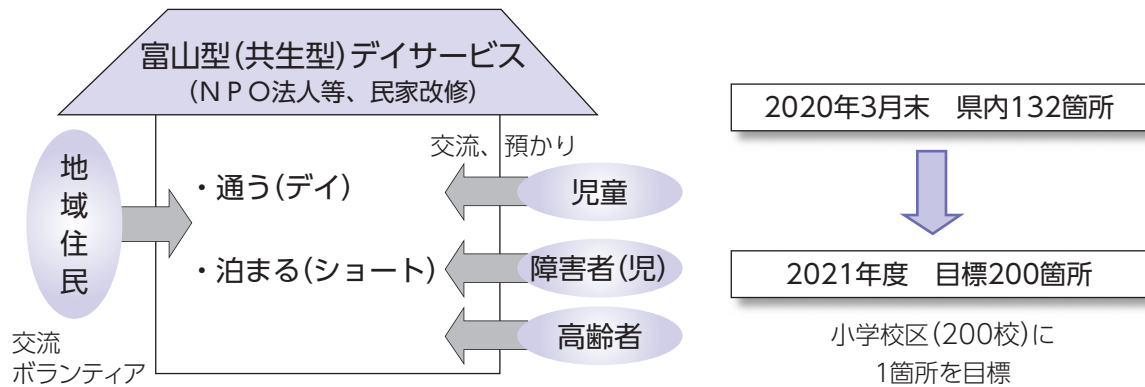 富山型(共生型)デイサービス
(ＮＰＯ法人等、民家改修)
地域住民
交流
ボランティア
・通う(デイ)
・泊まる(ショート)
交流、預かり
児童
障害者(児)
高齢者
2020年3月末　県内132箇所
2021年度　目標200箇所
小学校区(200校)に
1箇所を目標